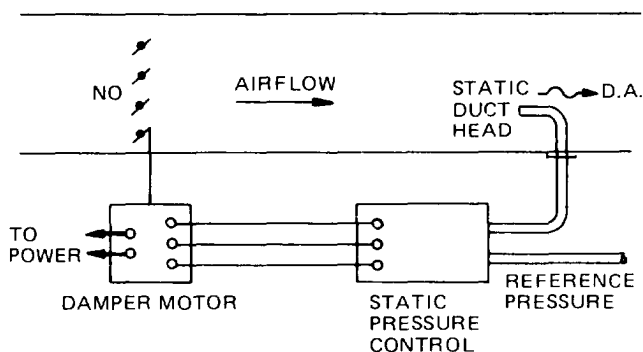 NO
AIRFLOW
STATIC
DUCT
HEAD
D.A.
TO
POWER
DAMPER MOTOR
STATIC
PRESSURE
CONTROL
REFERENCE
PRESSURE